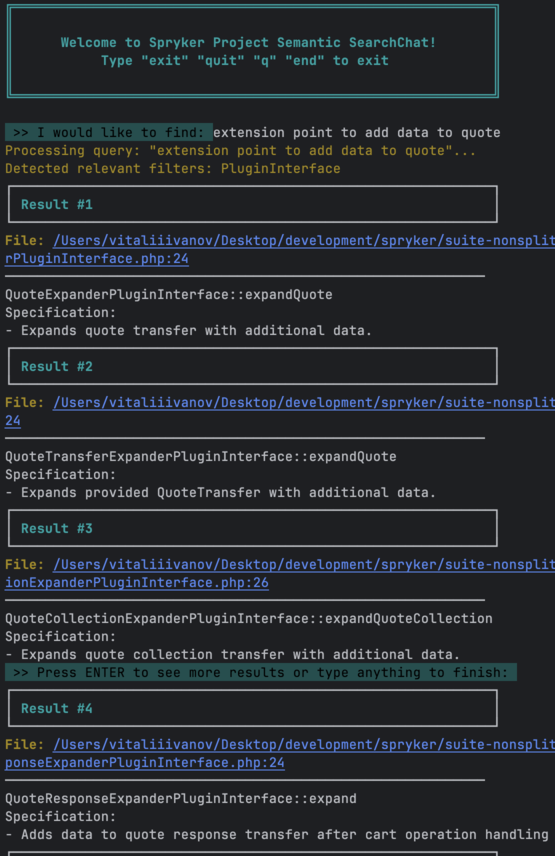 Welcome to Spryker Project Semantic SearchChat!
Type "exit" "quit" "q" "end" to exit
>> I would like to find: extension point to add data to quote
Processing query: "extension point to add data to quote"...
Detected relevant filters: PluginInterface
Result #1
File: /Users/vitaliiivanov/Desktop/development/spryker/suite-nonsplit
rPluginInterface.php:24
QuoteExpanderPluginInterface::expandQuote
Specification:
- Expands quote transfer with additional data.
Result #2
File: /Users/vitaliiivanov/Desktop/development/spryker/suite-nonsplit
24
QuoteTransferExpanderPluginInterface::expandQuote
Specification:
- Expands provided QuoteTransfer with additional data.
Result #3
File: /Users/vitaliiivanov/Desktop/development/spryker/suite-nonsplit
ionExpanderPluginInterface.php:26
QuoteCollectionExpanderPluginInterface::expandQuoteCollection
Specification:
- Expands quote collection transfer with additional data.
>> Press ENTER to see more results or type anything to finish:
Result #4
File: /Users/vitaliiivanov/Desktop/development/spryker/suite-nonsplit
ponseExpanderPluginInterface.php:24
QuoteResponseExpanderPluginInterface::expand
Specification:
- Adds data to quote response transfer after cart operation handling